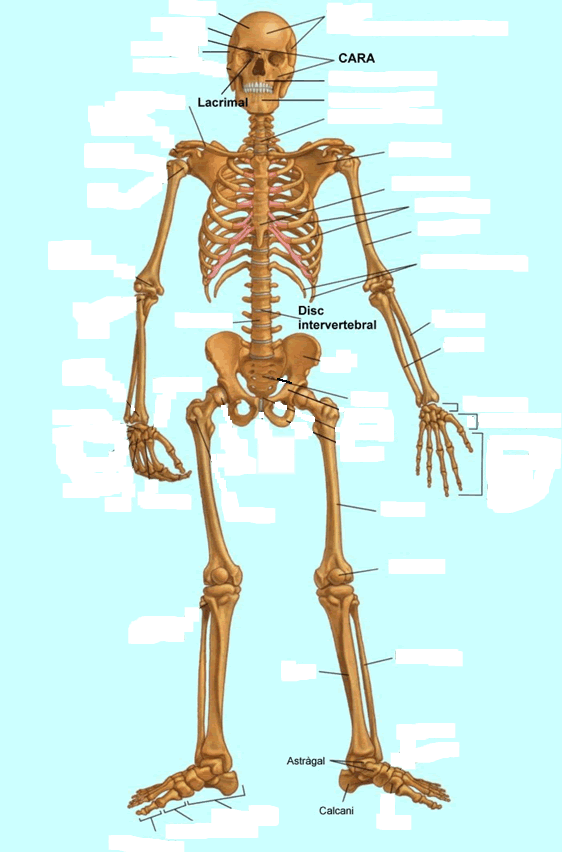 CARA
Lacrimal
Disc
intervertebral
Astràgal
Calcani